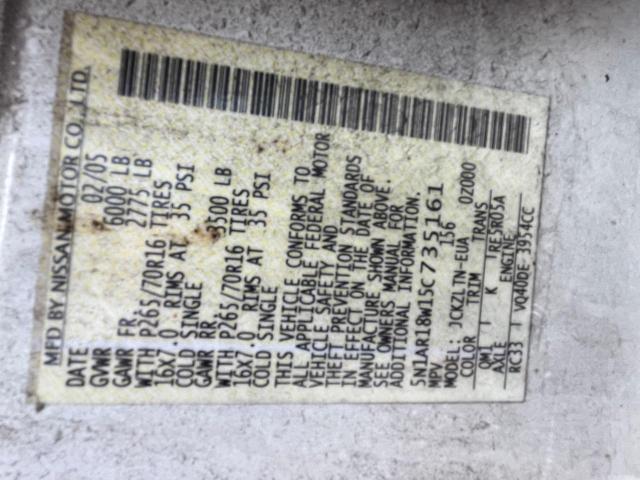 MFD BY NISSAN MOTOR CO., LTD.
DATE 02/05
GVWR 6000 LB
GAWR FR. 2775 LB
WITH P265/70R16 TIRES
16x7.0 RIMS AT 35 PSI
COLD SINGLE
GAWR RR 3500 LB
WITH P265/70R16 TIRES
16x7.0 RIMS AT 35 PSI
COLD SINGLE
THIS VEHICLE CONFORMS TO
ALL APPLICABLE FEDERAL MOTOR
VEHICLE SAFETY AND
THEFT PREVENTION STANDARDS
IN EFFECT ON THE DATE OF
MANUFACTURE SHOWN ABOVE.
SEE OWNERS MANUAL FOR
ADDITIONAL INFORMATION.
5N1AR18W15C735161
MPV 156
MODEL: JCKZLTN-EUA
COLOR TRIM 02000
QM1 K TRANS
AXLE RE5R05A
RC33 ENGINE
VQ40DE 3954CC